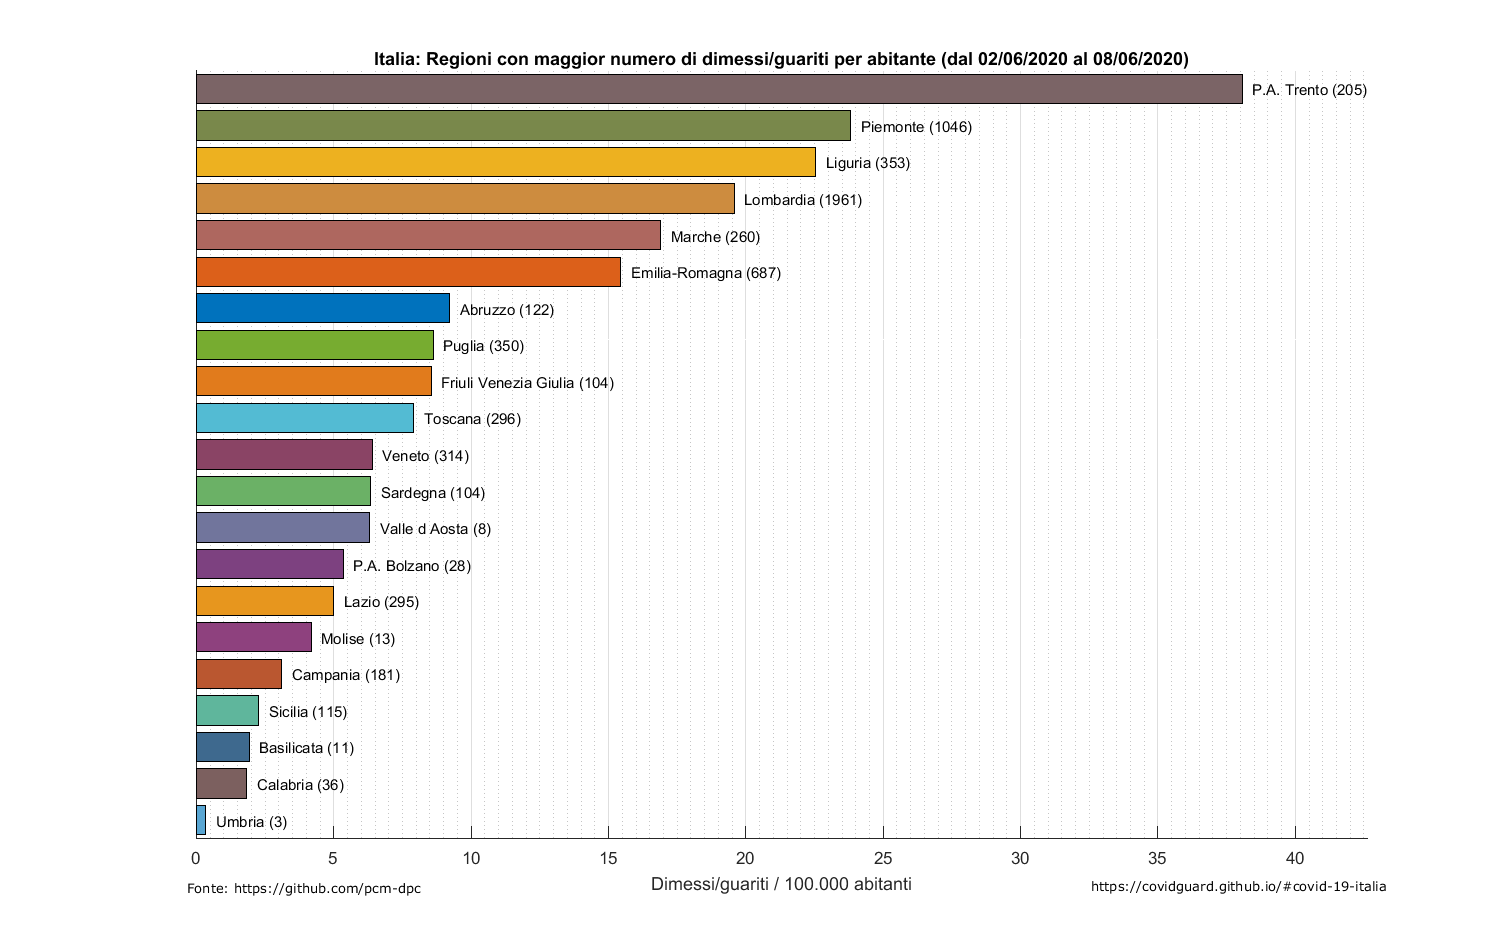 Italia: Regioni con maggior numero di dimessi/guariti per abitante (dal 02/06/2020 al 08/06/2020)
P.A. Trento (205)
Piemonte (1046)
Liguria (353)
Lombardia (1961)
Marche (260)
Emilia-Romagna (687)
Abruzzo (122)
Puglia (350)
Friuli Venezia Giulia (104)
Toscana (296)
Veneto (314)
Sardegna (104)
Valle d Aosta (8)
P.A. Bolzano (28)
Lazio (295)
Molise (13)
Campania (181)
Sicilia (115)
Basilicata (11)
Calabria (36)
Umbria (3)
0 5 10 15 20 25 30 35 40
Dimessi/guariti / 100.000 abitanti
Fonte: https://github.com/pcm-dpc
https://covidguard.github.io/#covid-19-italia